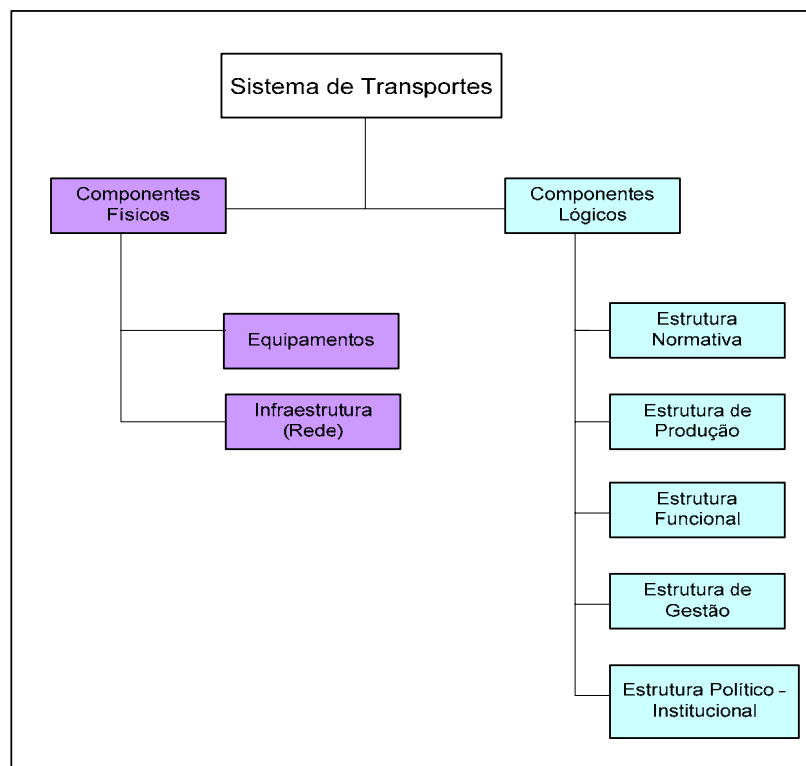 Sistema de Transportes
Componentes
Físicos
Componentes
Lógicos
Equipamentos
Infraestrutura
(Rede)
Estrutura
Normativa
Estrutura de
Produção
Estrutura
Funcional
Estrutura de
Gestão
Estrutura Político -
Institucional